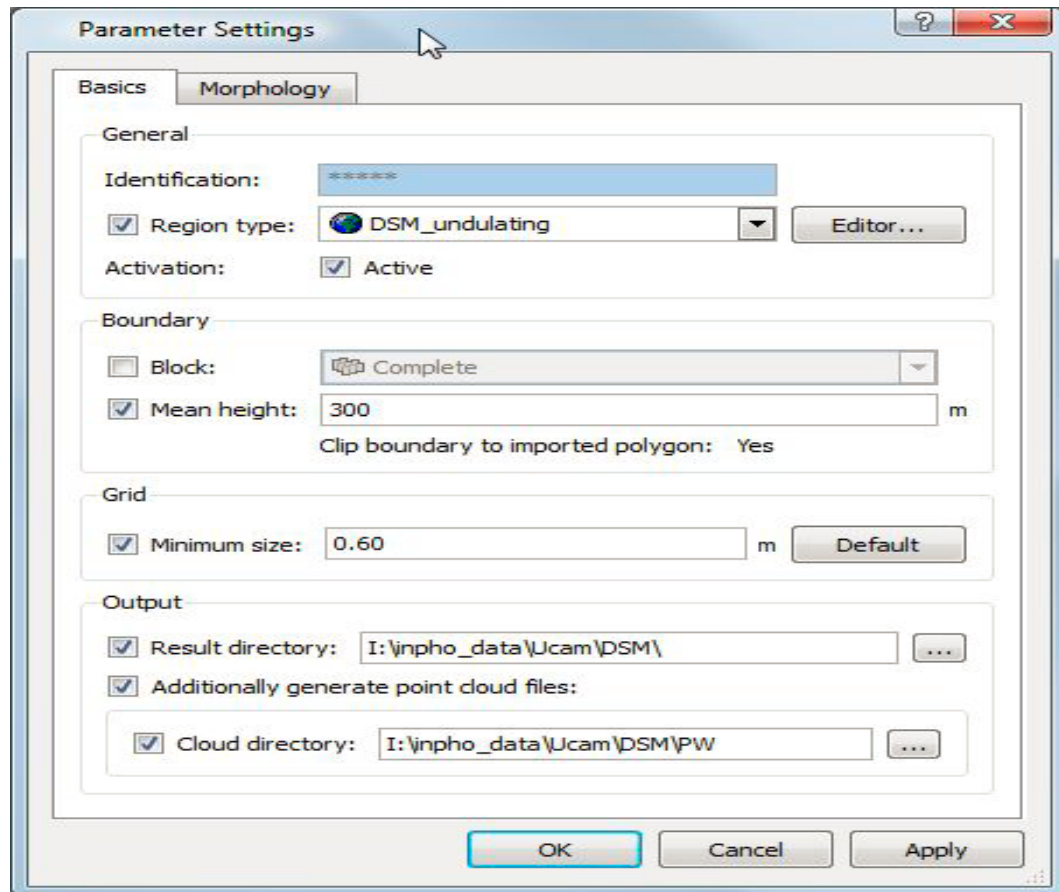 Parameter Settings
Basics Morphology
General
Identification: *****
Region type: DSM_undulating Editor...
Activation: Active
Boundary
Block: Complete
Mean height: 300 m
Clip boundary to imported polygon: Yes
Grid
Minimum size: 0.60 m Default
Output
Result directory: I:\inpho_data\Ucam\DSM\ ...
Additionally generate point cloud files:
Cloud directory: I:\inpho_data\Ucam\DSM\PW ...
OK Cancel Apply